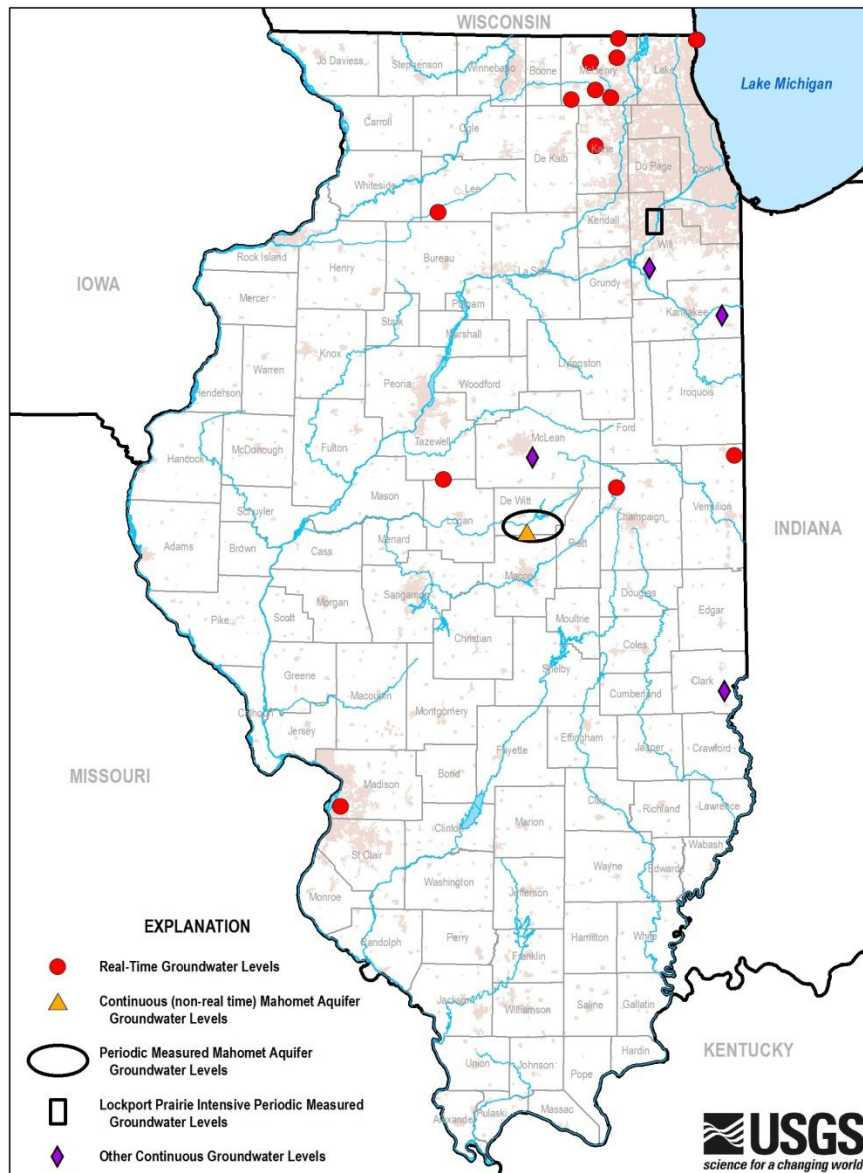 WISCONSIN
Jo Daviess
Stephenson
Winnebago
Boone
McHenry
Lake
Lake Michigan
Carroll
Ogle
De Kalb
Kane
Du Page
Cook
Whiteside
Lee
Kendall
Will
Rock Island
Henry
Bureau
La Salle
Grundy
IOWA
Mercer
Putnam
Kankakee
Stark
Marshall
Knox
Warren
Henderson
Peoria
Woodford
Livingston
Iroquois
Hancock
McDonough
Fulton
Tazewell
McLean
Ford
Mason
De Witt
Logan
Schuyler
Champaign
Vermilion
INDIANA
Adams
Brown
Cass
Menard
Piatt
Macon
Sangamon
Morgan
Scott
Pike
Douglas
Edgar
Moultrie
Christian
Coles
Shelby
Greene
Clark
Macoupin
Cumberland
Calhoun
Jersey
Montgomery
Effingham
Jasper
Crawford
Fayette
MISSOURI
Madison
Bond
Clay
Richland
Lawrence
Clinton
Marion
Wabash
St Clair
Wayne
Edwards
Washington
Jefferson
Monroe
Randolph
Perry
Hamilton
White
Franklin
Jackson
Williamson
Saline
Gallatin
Hardin
KENTUCKY
Union
Johnson
Pope
Alexander
Pulaski
Massac
EXPLANATION
Real-Time Groundwater Levels
Continuous (non-real time) Mahomet Aquifer
Groundwater Levels
Periodic Measured Mahomet Aquifer
Groundwater Levels
Lockport Prairie Intensive Periodic Measured
Groundwater Levels
Other Continuous Groundwater Levels
USGS
science for a changing world